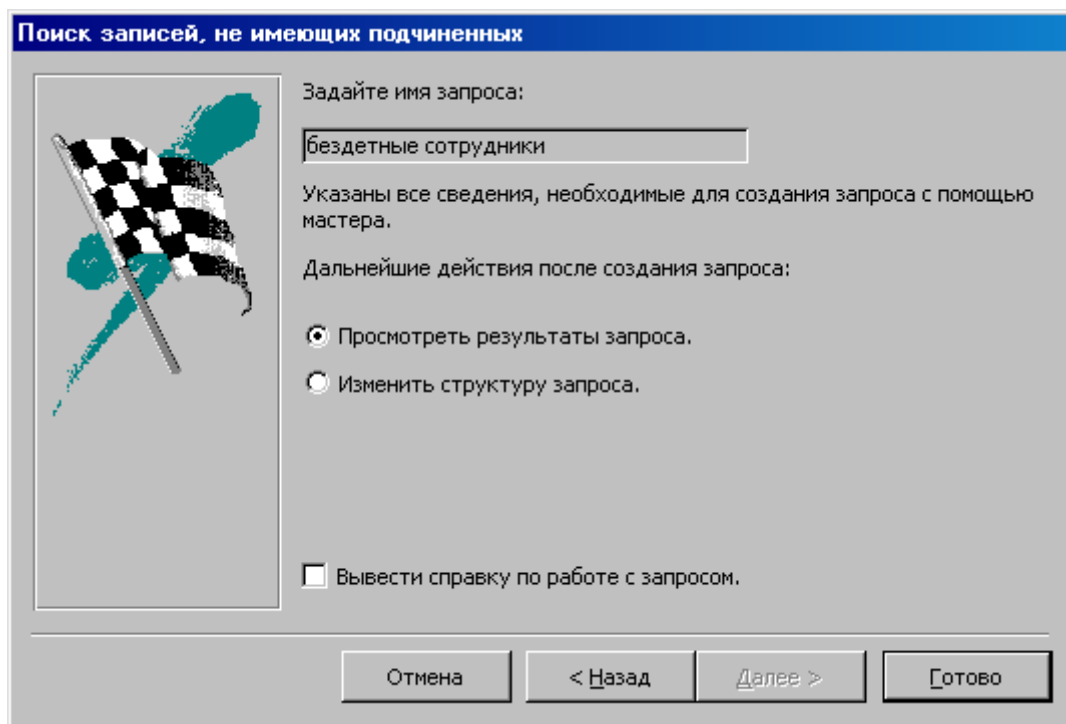 Поиск записей, не имеющих подчиненных
Задайте имя запроса:
бездетные сотрудники
Указаны все сведения, необходимые для создания запроса с помощью
мастера.
Дальнейшие действия после создания запроса:
Просмотреть результаты запроса.
Изменить структуру запроса.
Вывести справку по работе с запросом.
Отмена
< Назад
Далее >
Готово